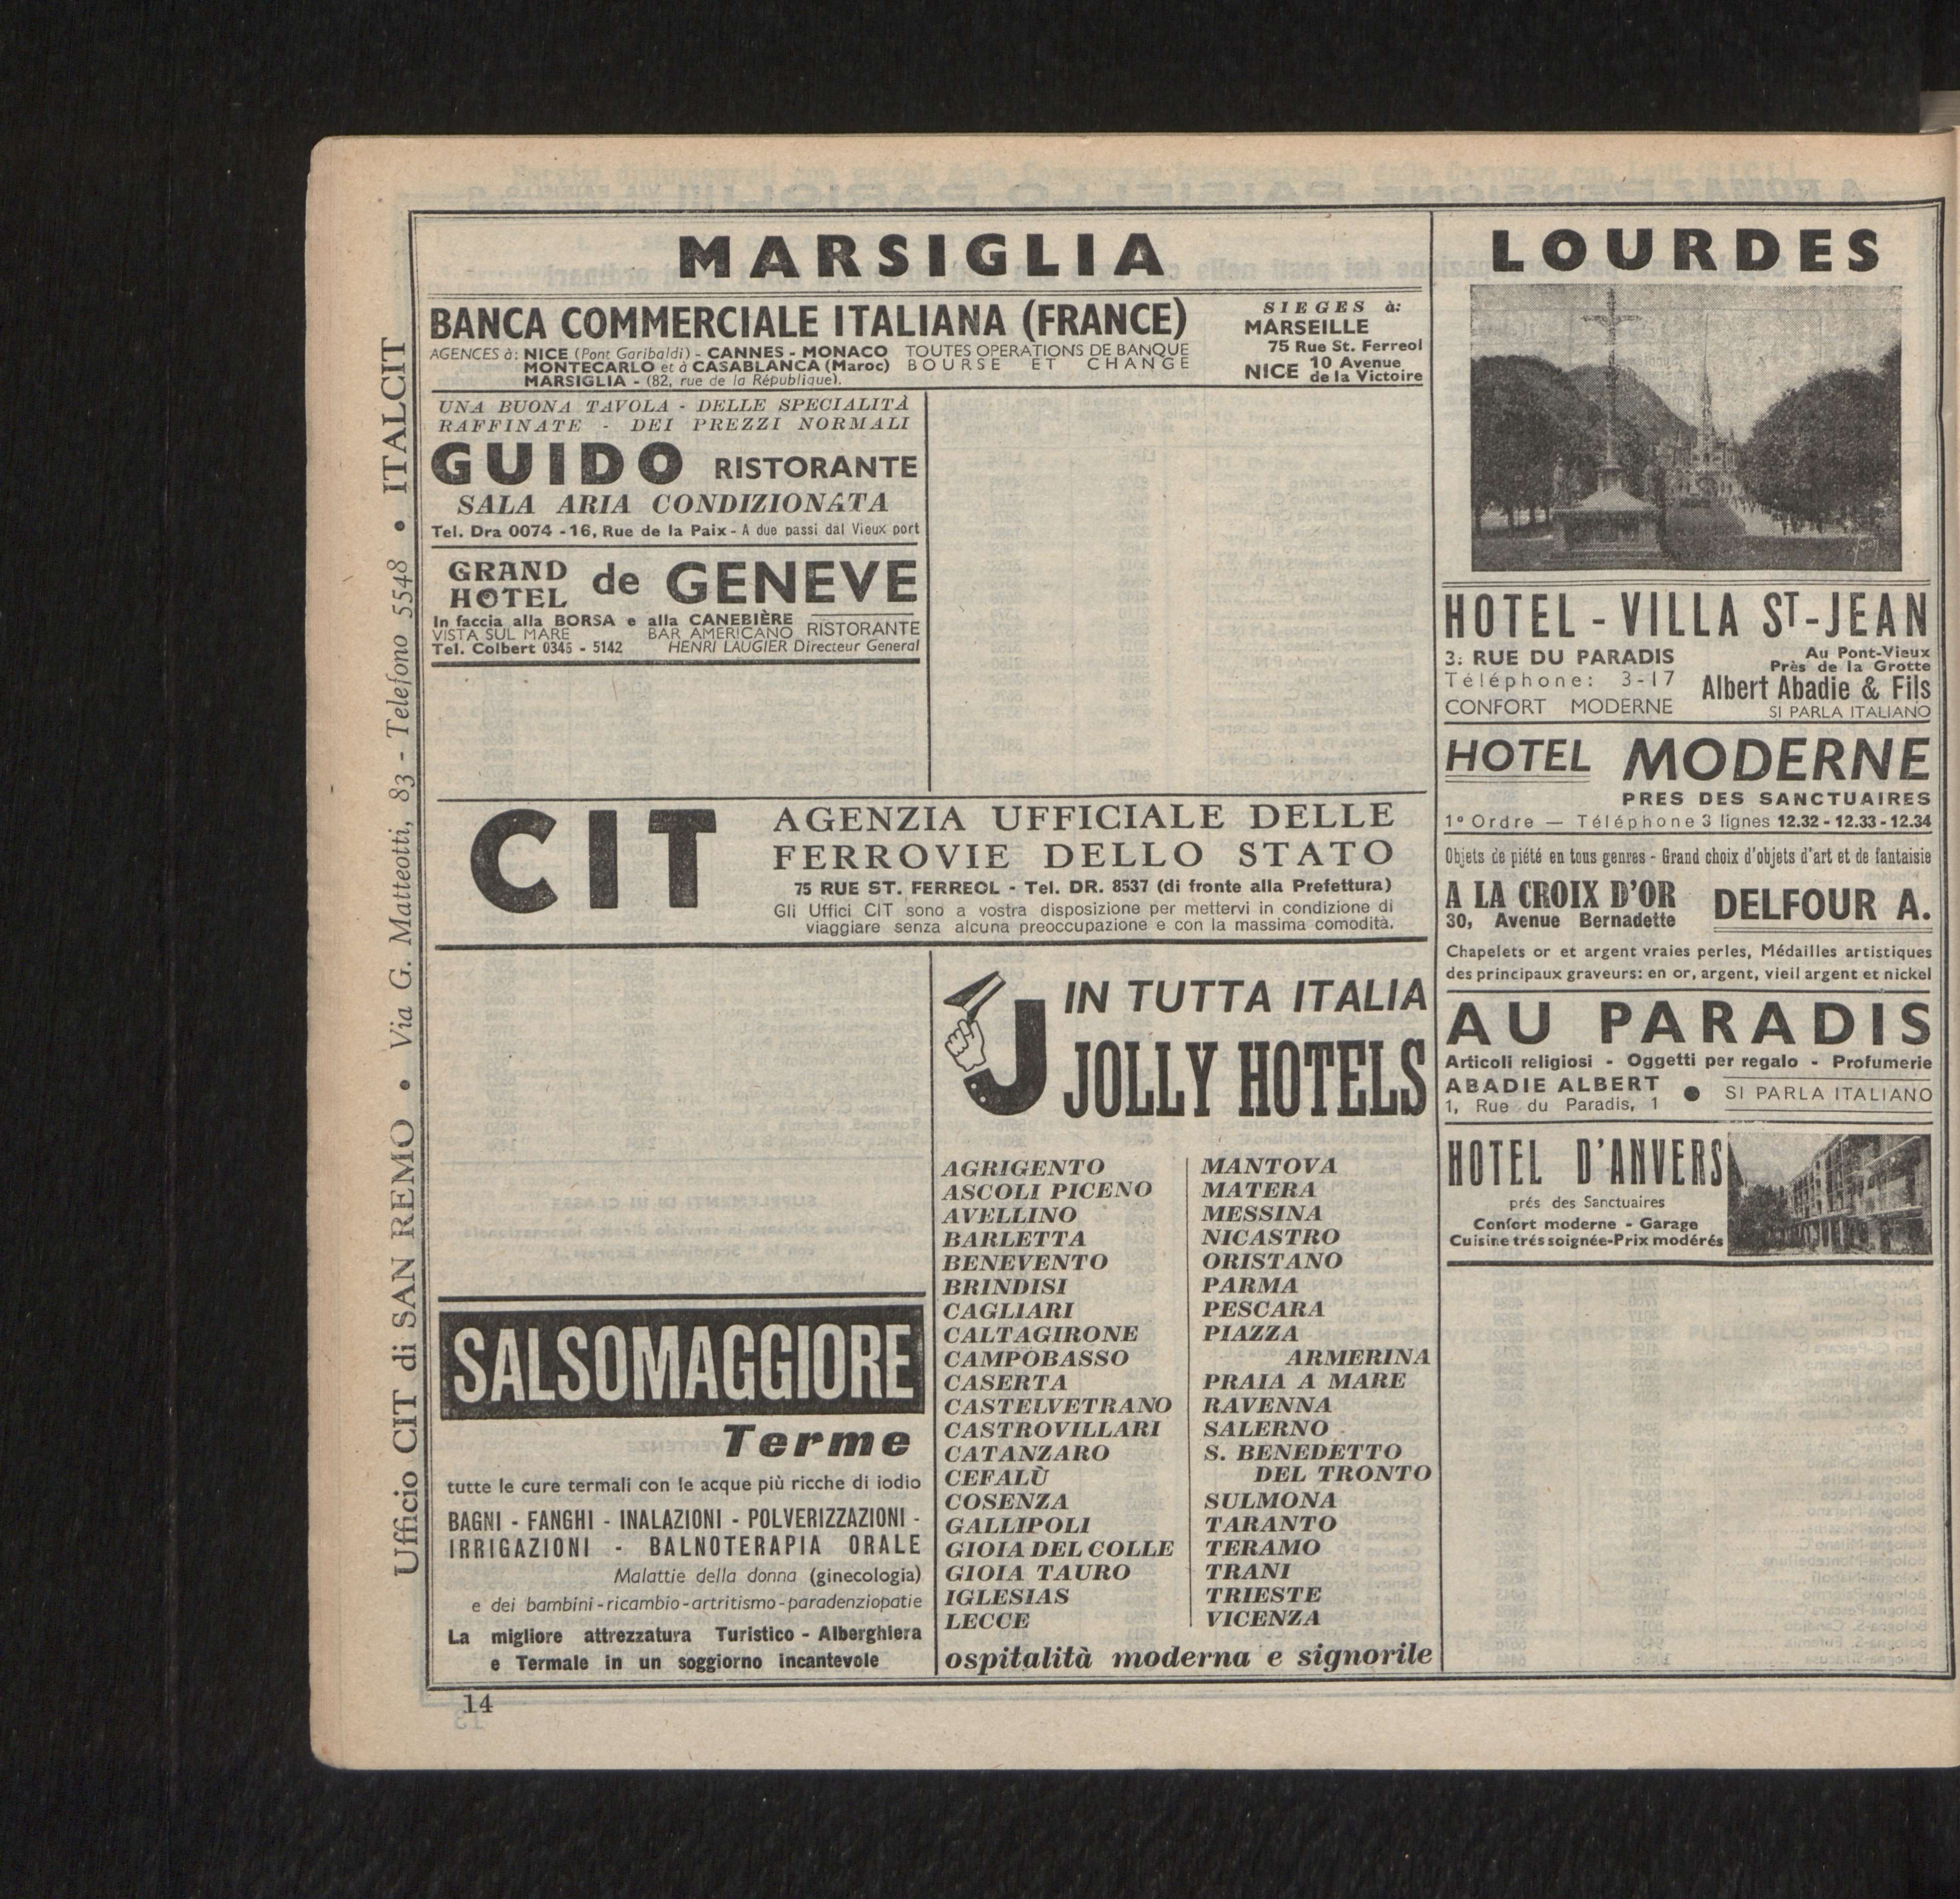 Ufficio CIT di SAN REMO • Via G. Matteotti, 83 - Telefono 5548 • ITALCIT
MARSIGLIA
BANCA COMMERCIALE ITALIANA (FRANCE)
AGENCES à: NICE (Pont Garibaldi) - CANNES - MONACO
MONTECARLO et à CASABLANCA (Maroc)
MARSIGLIA - (82, rue de la République).
TOUTES OPERATIONS DE BANQUE
BOURSE ET CHANGE
SIEGES à:
MARSEILLE
75 Rue St. Ferreol
NICE 10 Avenue
de la Victoire
UNA BUONA TAVOLA - DELLE SPECIALITÀ
RAFFINATE - DEI PREZZI NORMALI
GUIDO RISTORANTE
SALA ARIA CONDIZIONATA
Tel. Dra 0074 - 16, Rue de la Paix - A due passi dal Vieux port
GRAND
HOTEL de GENEVE
In faccia alla BORSA e alla CANEBIÈRE
VISTA SUL MARE BAR AMERICANO RISTORANTE
Tel. Colbert 0345 - 5142 HENRI LAUGIER Directeur General
CIT
AGENZIA UFFICIALE DELLE
FERROVIE DELLO STATO
75 RUE ST. FERREOL - Tel. DR. 8537 (di fronte alla Prefettura)
Gli Uffici CIT sono a vostra disposizione per mettervi in condizione di
viaggiare senza alcuna preoccupazione e con la massima comodità.
SALSOMAGGIORE
Terme
tutte le cure termali con le acque più ricche di iodio
BAGNI - FANGHI - INALAZIONI - POLVERIZZAZIONI -
IRRIGAZIONI - BALNOTERAPIA ORALE
Malattie della donna (ginecologia)
e dei bambini - ricambio - artritismo - paradenziopatie
La migliore attrezzatura Turistico - Alberghiera
e Termale in un soggiorno incantevole
J
IN TUTTA ITALIA
JOLLY HOTELS
AGRIGENTO
ASCOLI PICENO
AVELLINO
BARLETTA
BENEVENTO
BRINDISI
CAGLIARI
CALTAGIRONE
CAMPOBASSO
CASERTA
CASTELVETRANO
CASTROVILLARI
CATANZARO
CEFALÙ
COSENZA
GALLIPOLI
GIOIA DEL COLLE
GIOIA TAURO
IGLESIAS
LECCE
MANTOVA
MATERA
MESSINA
NICASTRO
ORISTANO
PARMA
PESCARA
PIAZZA
ARMERINA
PRAIA A MARE
RAVENNA
SALERNO
S. BENEDETTO
DEL TRONTO
SULMONA
TARANTO
TERAMO
TRANI
TRIESTE
VICENZA
ospitalità moderna e signorile
LOURDES
HOTEL - VILLA ST-JEAN
3: RUE DU PARADIS
Téléphone: 3-17
CONFORT MODERNE
Au Pont-Vieux
Près de la Grotte
Albert Abadie & Fils
SI PARLA ITALIANO
HOTEL MODERNE
PRES DES SANCTUAIRES
1º Ordre — Téléphone 3 lignes 12.32 - 12.33 - 12.34
Objets de piété en tous genres - Grand choix d'objets d'art et de fantaisie
A LA CROIX D'OR
30, Avenue Bernadette
DELFOUR A.
Chapelets or et argent vraies perles, Médailles artistiques
des principaux graveurs: en or, argent, vieil argent et nickel
AU PARADIS
Articoli religiosi - Oggetti per regalo - Profumerie
ABADIE ALBERT
1, Rue du Paradis, 1
● SI PARLA ITALIANO
HOTEL D'ANVERS
prés des Sanctuaires
Confort moderne - Garage
Cuisine trés soignée-Prix modérés
14